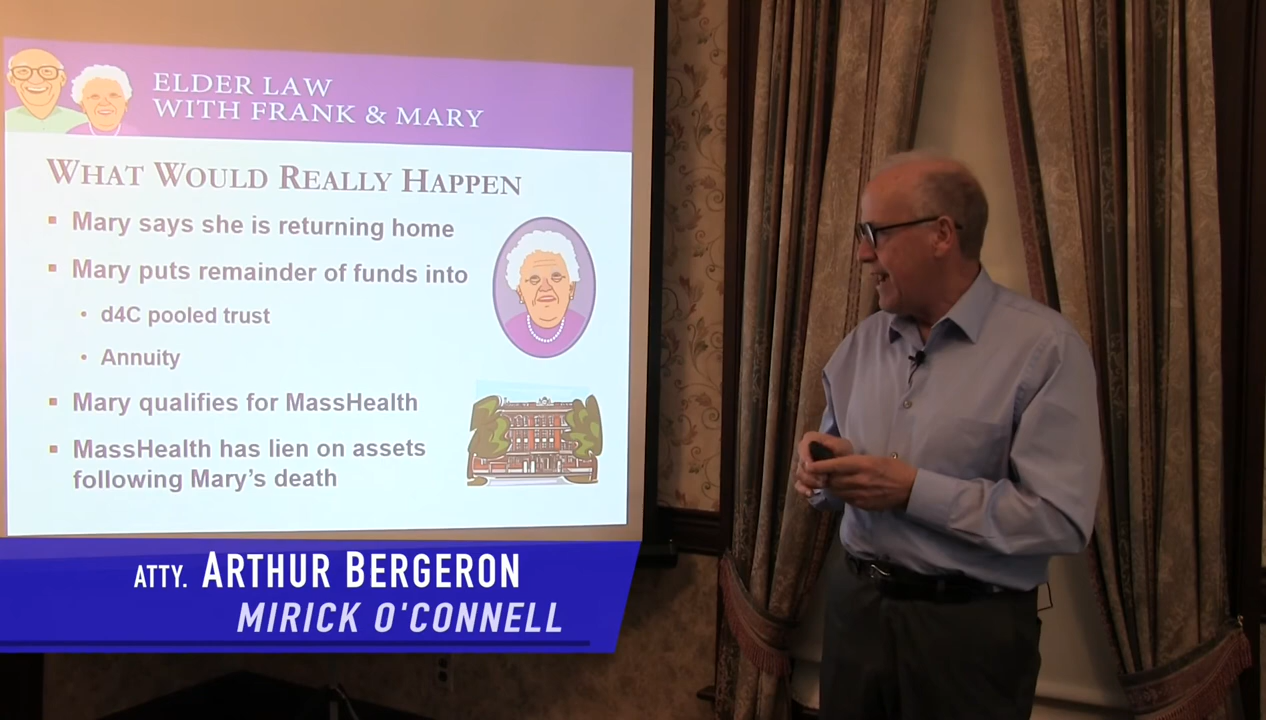 ELDER LAW
WITH FRANK & MARY
WHAT WOULD REALLY HAPPEN
▪ Mary says she is returning home
▪ Mary puts remainder of funds into
• d4C pooled trust
• Annuity
▪ Mary qualifies for MassHealth
▪ MassHealth has lien on assets
following Mary's death
ATTY. ARTHUR BERGERON
MIRICK O'CONNELL